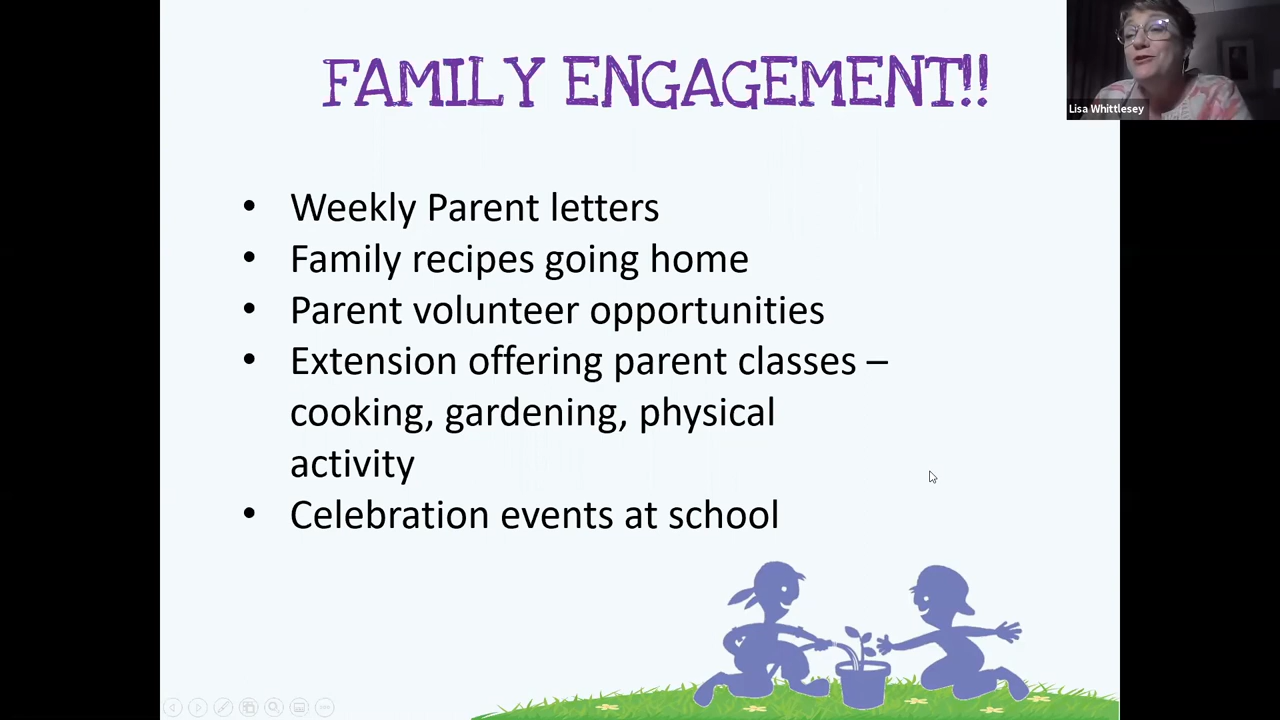 FAMILY ENGAGEMENT!!
Lisa Whittlesey
• Weekly Parent letters
• Family recipes going home
• Parent volunteer opportunities
• Extension offering parent classes –
cooking, gardening, physical
activity
• Celebration events at school